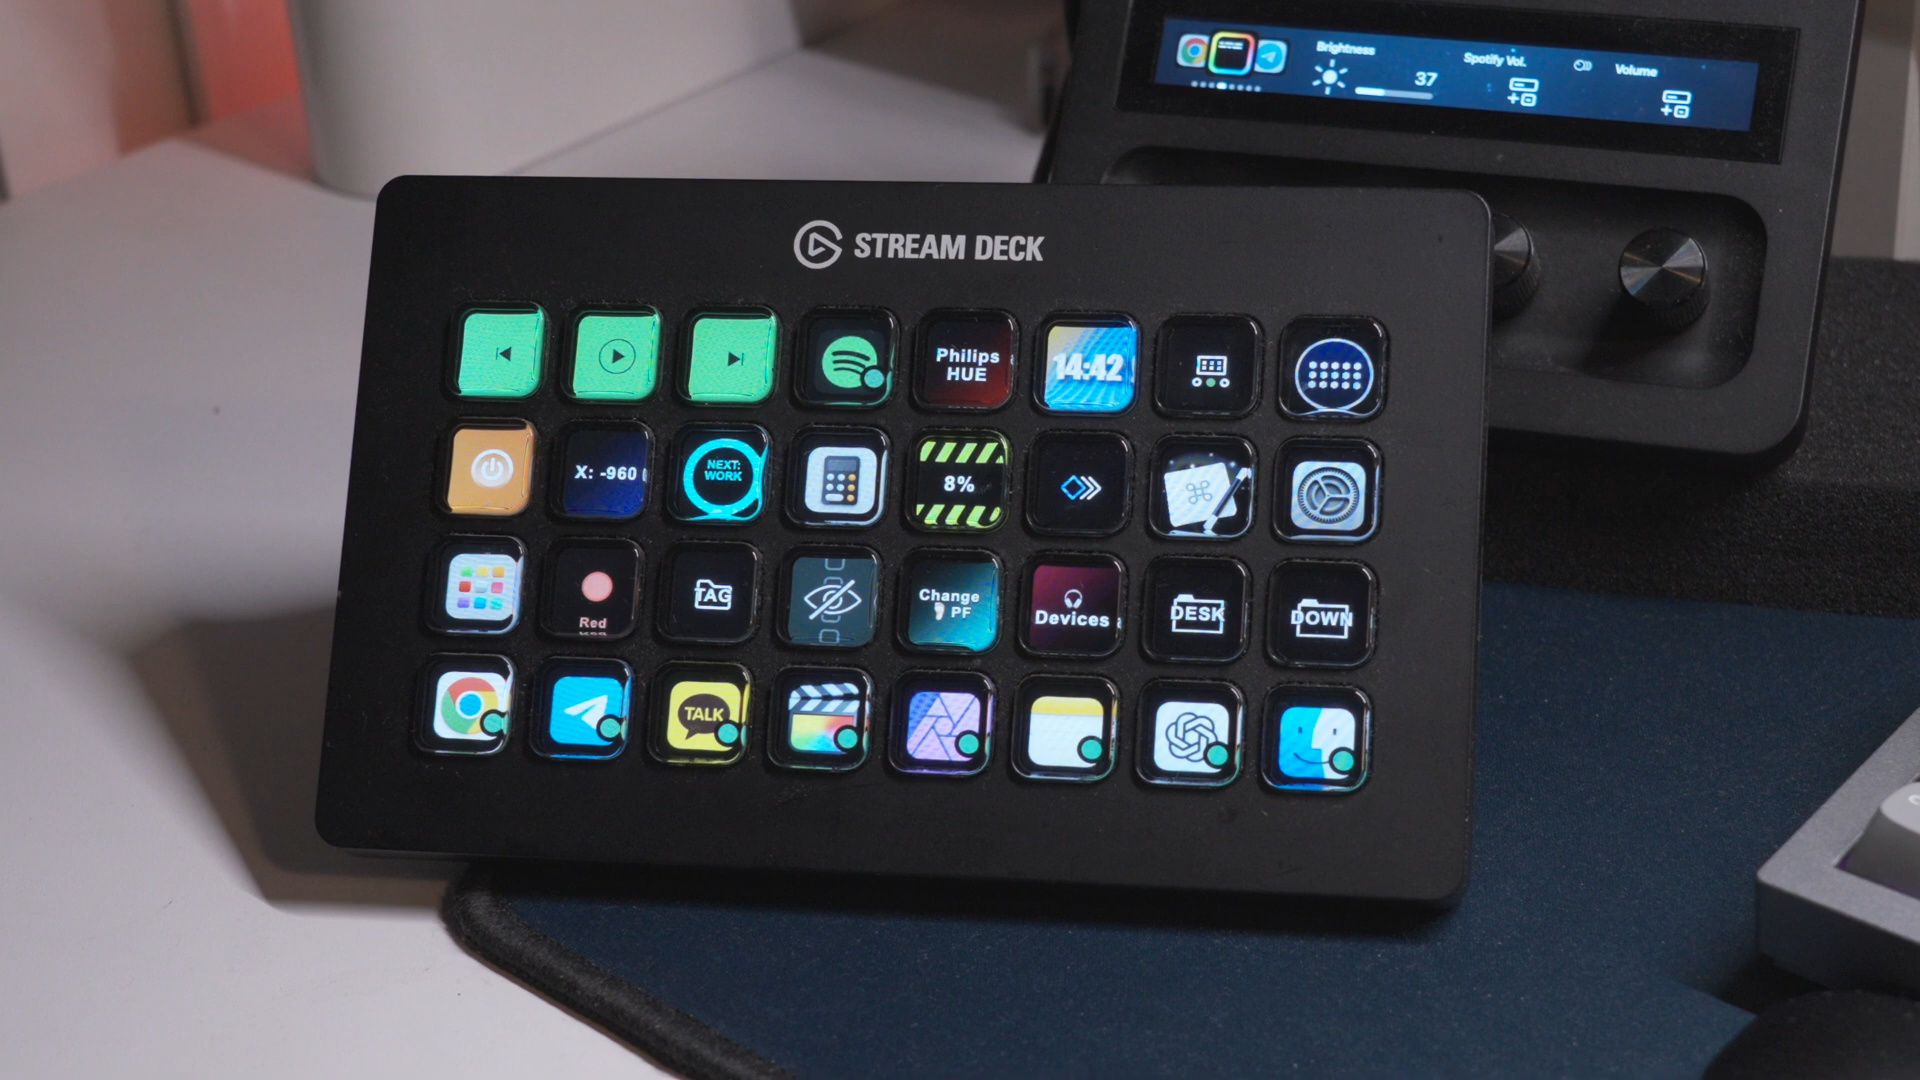 Brightness
37
Spotify Vol.
Volume
STREAM DECK
Philips
HUE
14:42
X: -960
NEXT:
WORK
8%
Red
TAG
Change
PF
Devices
DESK
DOWN
TALK